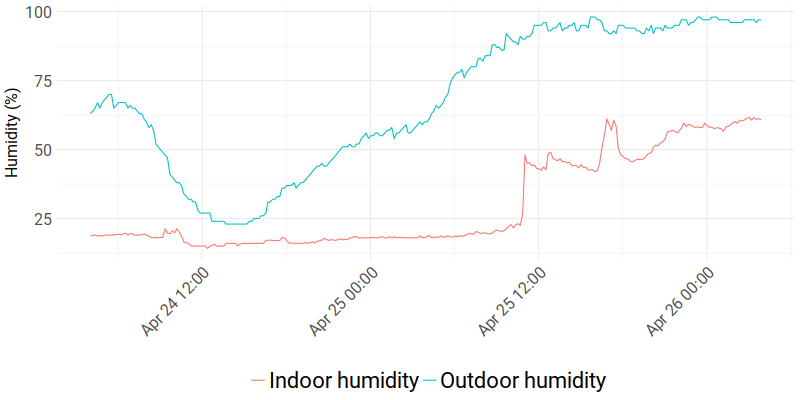 100
75
50
25
Humidity (%)
Apr 24 12:00
Apr 25 00:00
Apr 25 12:00
Apr 26 00:00
Indoor humidity Outdoor humidity